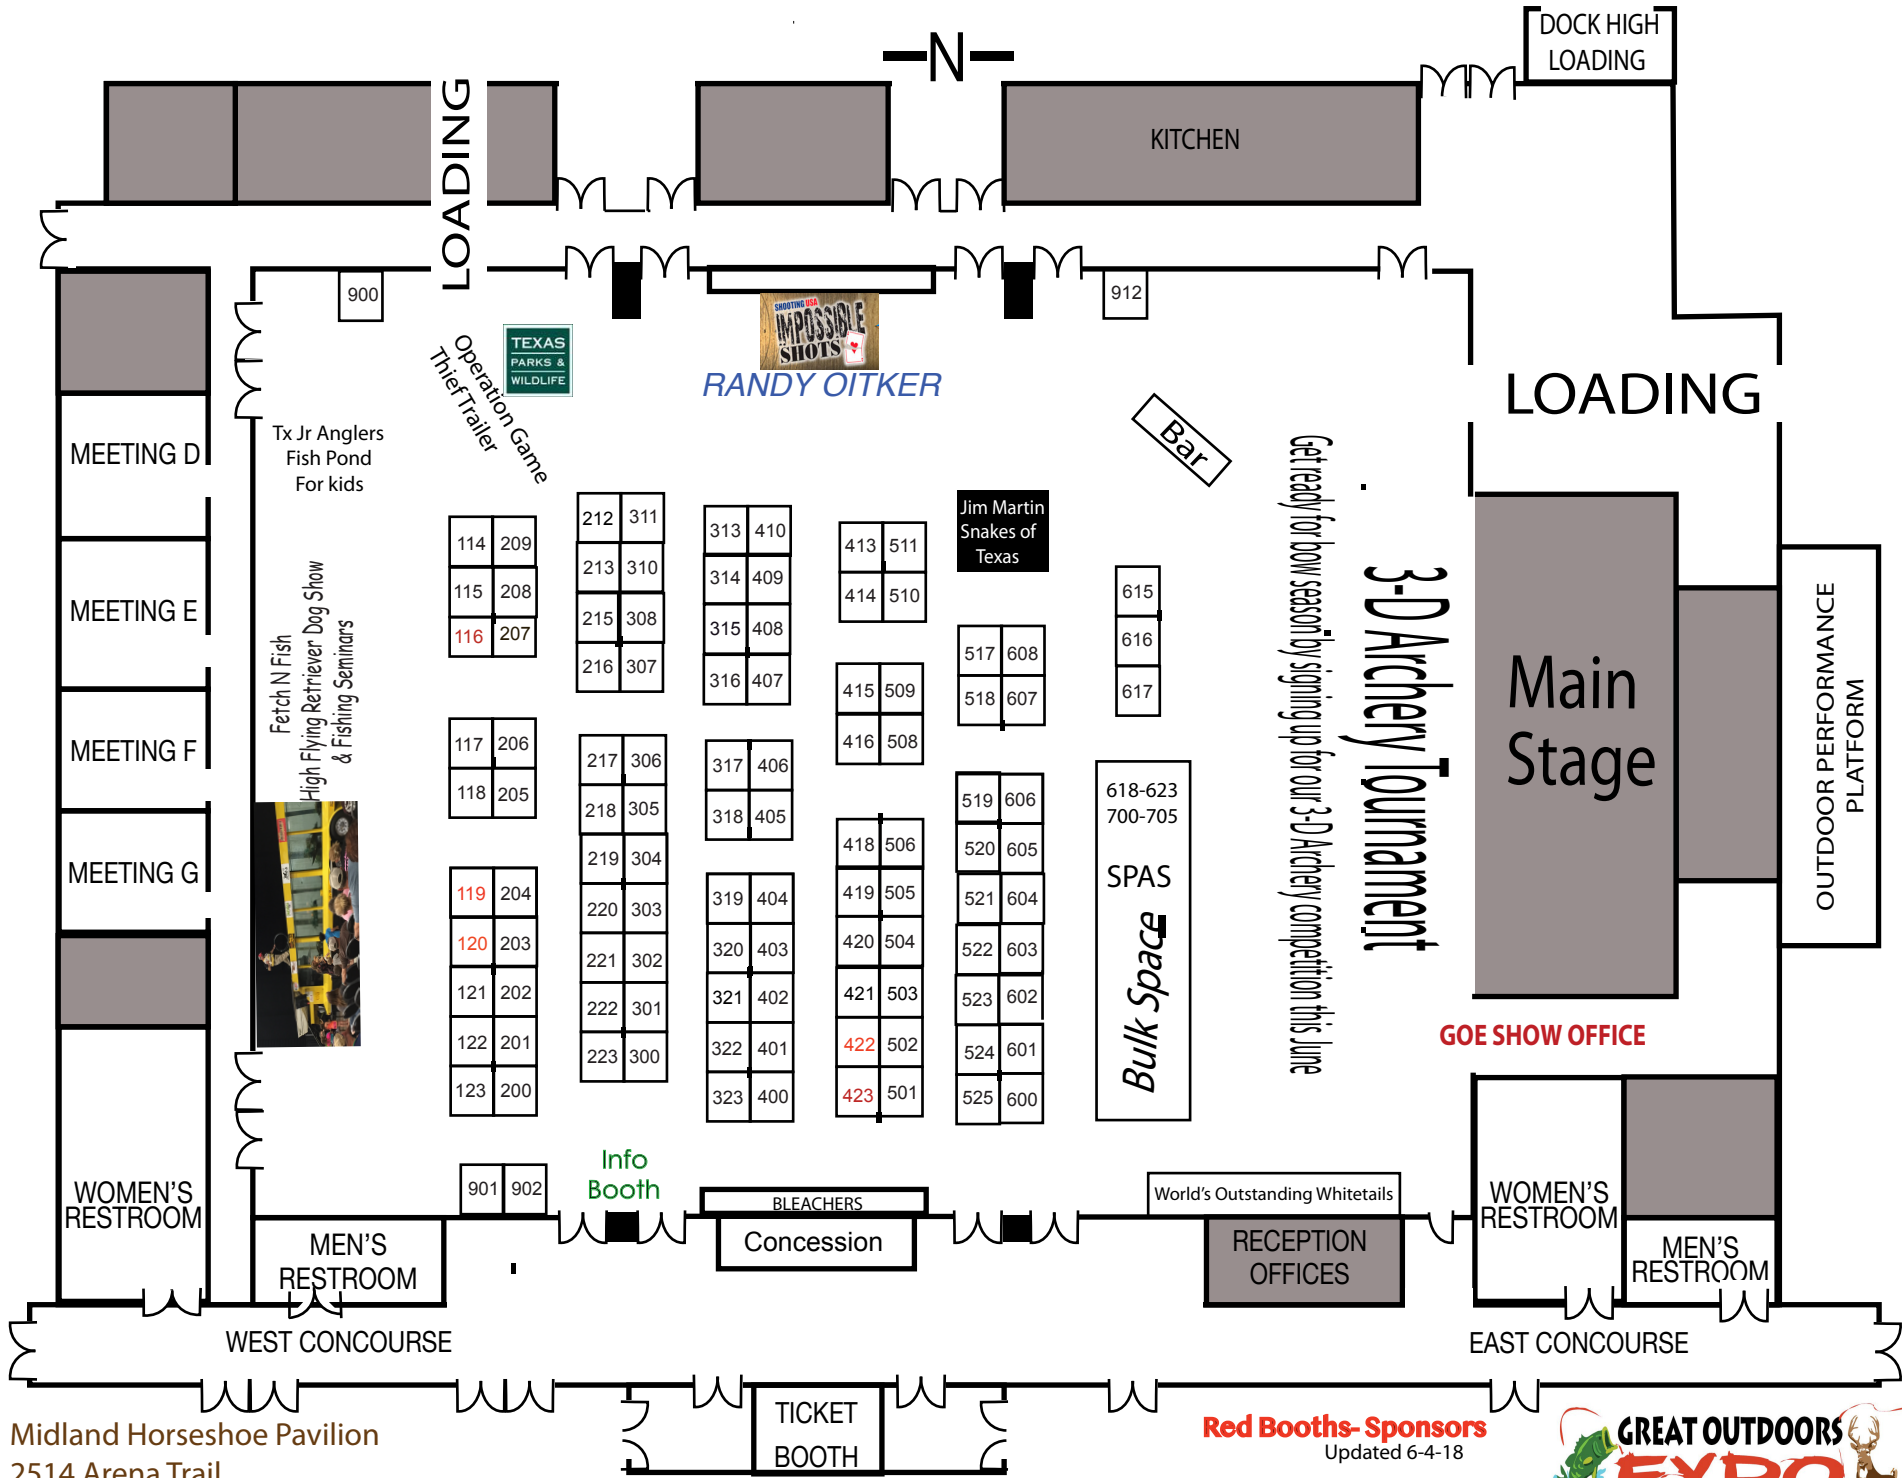 DOCK HIGH
LOADING
N
LOADING
KITCHEN
900
912
TEXAS
PARKS &
WILDLIFE
SHOOTING USA
IMPOSSIBLE
SHOTS
RANDY OITKER
Operation Game
Thief Trailer
LOADING
Bar
Tx Jr Anglers
Fish Pond
For kids
MEETING D
MEETING E
MEETING F
MEETING G
Fetch N Fish
High Flying Retriever Dog Show
& Fishing Seminars
Jim Martin
Snakes of
Texas
114 209
115 208
116 207
117 206
118 205
119 204
120 203
121 202
122 201
123 200
212 311
213 310
215 308
216 307
217 306
218 305
219 304
220 303
221 302
222 301
223 300
313 410
314 409
315 408
316 407
317 406
318 405
319 404
320 403
321 402
322 401
323 400
413 511
414 510
415 509
416 508
418 506
419 505
420 504
421 503
422 502
423 501
517 608
518 607
519 606
520 605
521 604
522 603
523 602
524 601
525 600
615
616
617
618-623
700-705
SPAS
Bulk Space
Get ready for bow season by signing up for our 3-D Archery competition this June
3-D Archery Tournament
Main
Stage
OUTDOOR PERFORMANCE
PLATFORM
GOE SHOW OFFICE
901 902
Info
Booth
BLEACHERS
Concession
World's Outstanding Whitetails
RECEPTION
OFFICES
WOMEN'S
RESTROOM
MEN'S
RESTROOM
WOMEN'S
RESTROOM
MEN'S
RESTROOM
WEST CONCOURSE
EAST CONCOURSE
TICKET
BOOTH
Midland Horseshoe Pavilion
2514 Arena Trail
Red Booths- Sponsors
Updated 6-4-18
GREAT OUTDOORS
EXPO